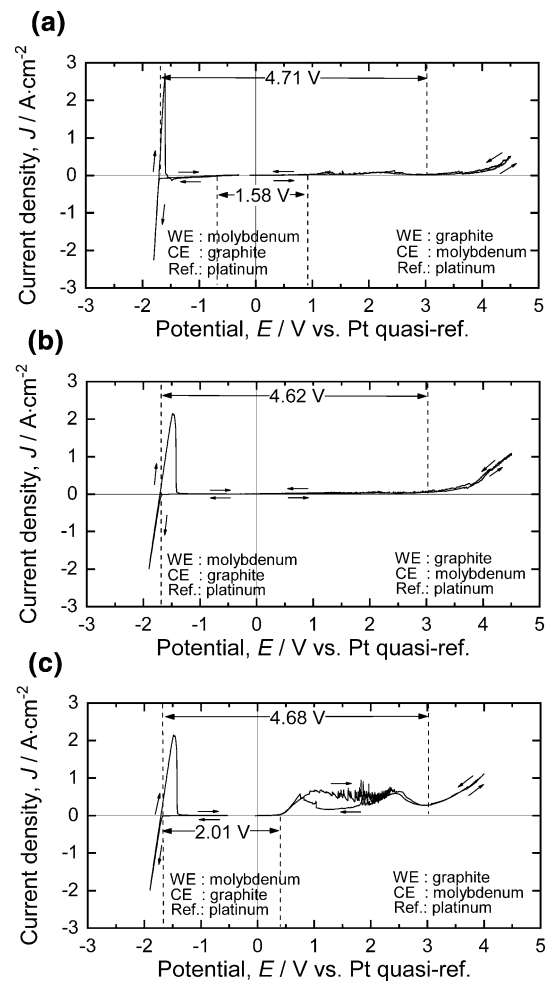 (a)
3
2
1
0
-1
-2
-3
Current density, J / A·cm-2
4.71 V
1.58 V
WE : molybdenum
CE : graphite
Ref.: platinum
WE : graphite
CE : molybdenum
Ref.: platinum
-3 -2 -1 0 1 2 3 4 5
Potential, E / V vs. Pt quasi-ref.
(b)
3
2
1
0
-1
-2
-3
Current density, J / A·cm-2
4.62 V
WE : molybdenum
CE : graphite
Ref.: platinum
WE : graphite
CE : molybdenum
Ref.: platinum
-3 -2 -1 0 1 2 3 4 5
Potential, E / V vs. Pt quasi-ref.
(c)
3
2
1
0
-1
-2
-3
Current density, J / A·cm-2
4.68 V
2.01 V
WE : molybdenum
CE : graphite
Ref.: platinum
WE : graphite
CE : molybdenum
Ref.: platinum
-3 -2 -1 0 1 2 3 4 5
Potential, E / V vs. Pt quasi-ref.